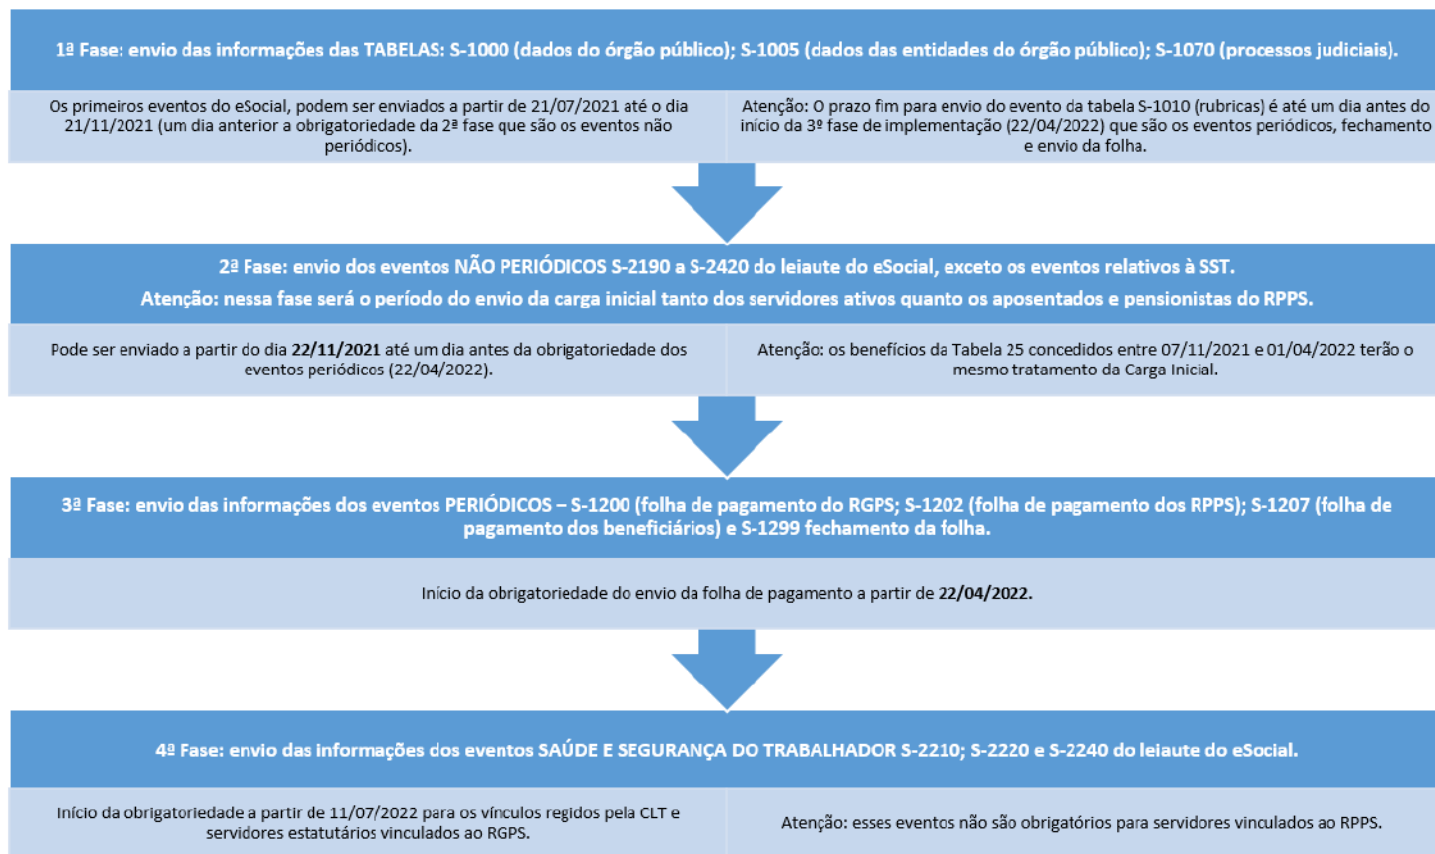 1ª Fase: envio das informações das TABELAS: S-1000 (dados do órgão público); S-1005 (dados das entidades do órgão público); S-1070 (processos judiciais).
Os primeiros eventos do eSocial, podem ser enviados a partir de 21/07/2021 até o dia
21/11/2021 (um dia anterior a obrigatoriedade da 2ª fase que são os eventos não
periódicos).
Atenção: O prazo fim para envio do evento da tabela S-1010 (rubricas) é até um dia antes do
início da 3º fase de implementação (22/04/2022) que são os eventos periódicos, fechamento
e envio da folha.
2ª Fase: envio dos eventos NÃO PERIÓDICOS S-2190 a S-2420 do leiaute do eSocial, exceto os eventos relativos à SST.
Atenção: nessa fase será o período do envio da carga inicial tanto dos servidores ativos quanto os aposentados e pensionistas do RPPS.
Pode ser enviado a partir do dia 22/11/2021 até um dia antes da obrigatoriedade dos
eventos periódicos (22/04/2022).
Atenção: os benefícios da Tabela 25 concedidos entre 07/11/2021 e 01/04/2022 terão o
mesmo tratamento da Carga Inicial.
3ª Fase: envio das informações dos eventos PERIÓDICOS – S-1200 (folha de pagamento do RGPS; S-1202 (folha de pagamento dos RPPS); S-1207 (folha de
pagamento dos beneficiários) e S-1299 fechamento da folha.
Início da obrigatoriedade do envio da folha de pagamento a partir de 22/04/2022.
4ª Fase: envio das informações dos eventos SAÚDE E SEGURANÇA DO TRABALHADOR S-2210; S-2220 e S-2240 do leiaute do eSocial.
Início da obrigatoriedade a partir de 11/07/2022 para os vínculos regidos pela CLT e
servidores estatutários vinculados ao RGPS.
Atenção: esses eventos não são obrigatórios para servidores vinculados ao RPPS.